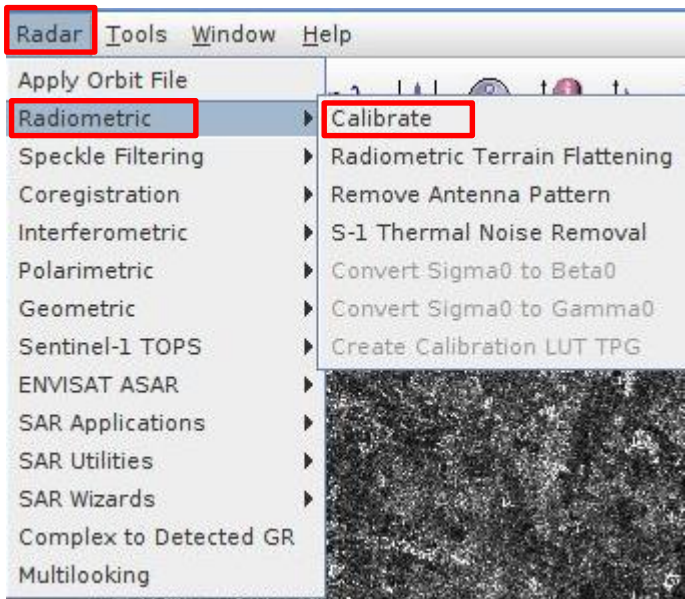 Radar Tools Window Help
Apply Orbit File
Radiometric
Calibrate
Speckle Filtering
Radiometric Terrain Flattening
Coregistration
Remove Antenna Pattern
Interferometric
S-1 Thermal Noise Removal
Polarimetric
Convert Sigma0 to Beta0
Geometric
Convert Sigma0 to Gamma0
Sentinel-1 TOPS
Create Calibration LUT TPG
ENVISAT ASAR
SAR Applications
SAR Utilities
SAR Wizards
Complex to Detected GR
Multilooking